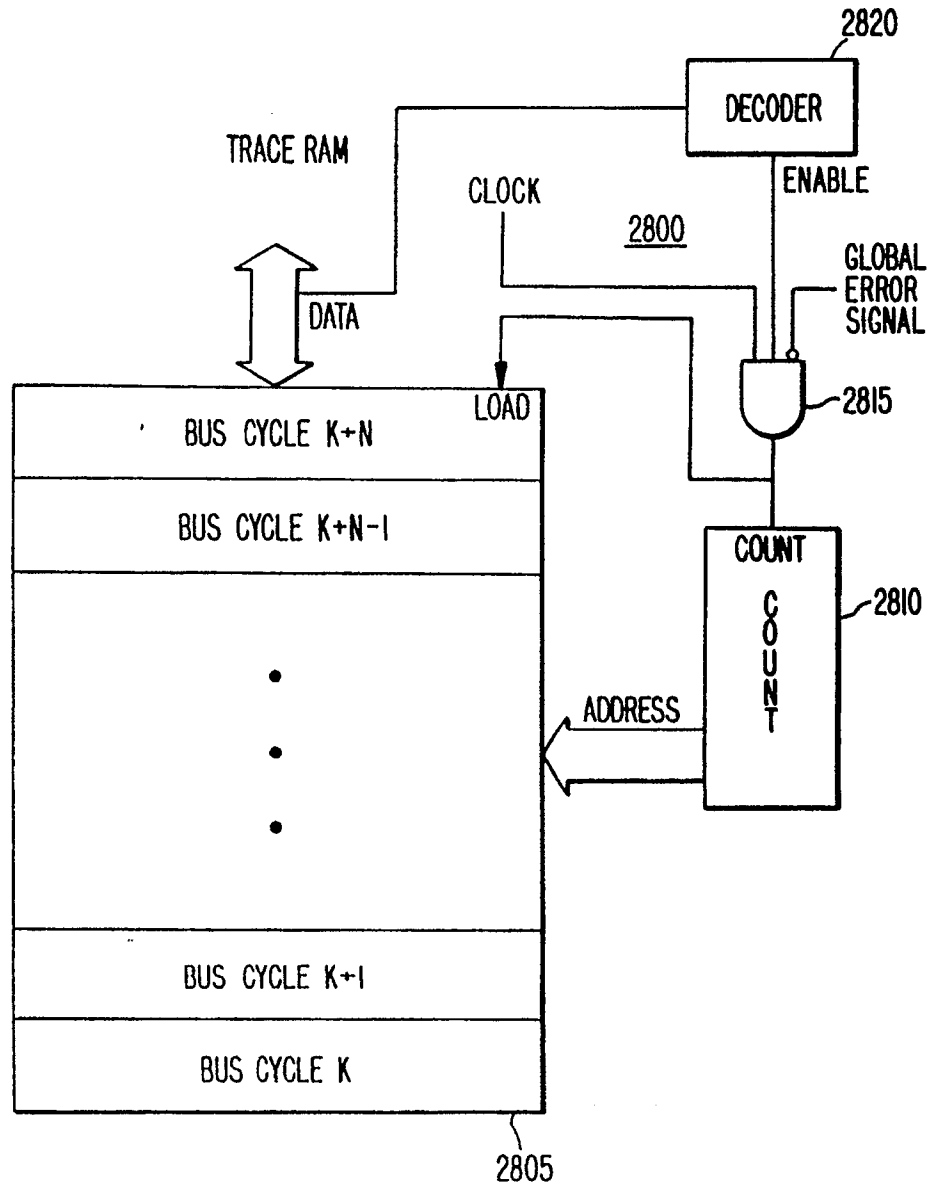 2820
DECODER
TRACE RAM
ENABLE
CLOCK
2800
GLOBAL
ERROR
SIGNAL
DATA
2815
LOAD
BUS CYCLE K+N
BUS CYCLE K+N-1
COUNT
2810
COUNT
ADDRESS
BUS CYCLE K+1
BUS CYCLE K
2805